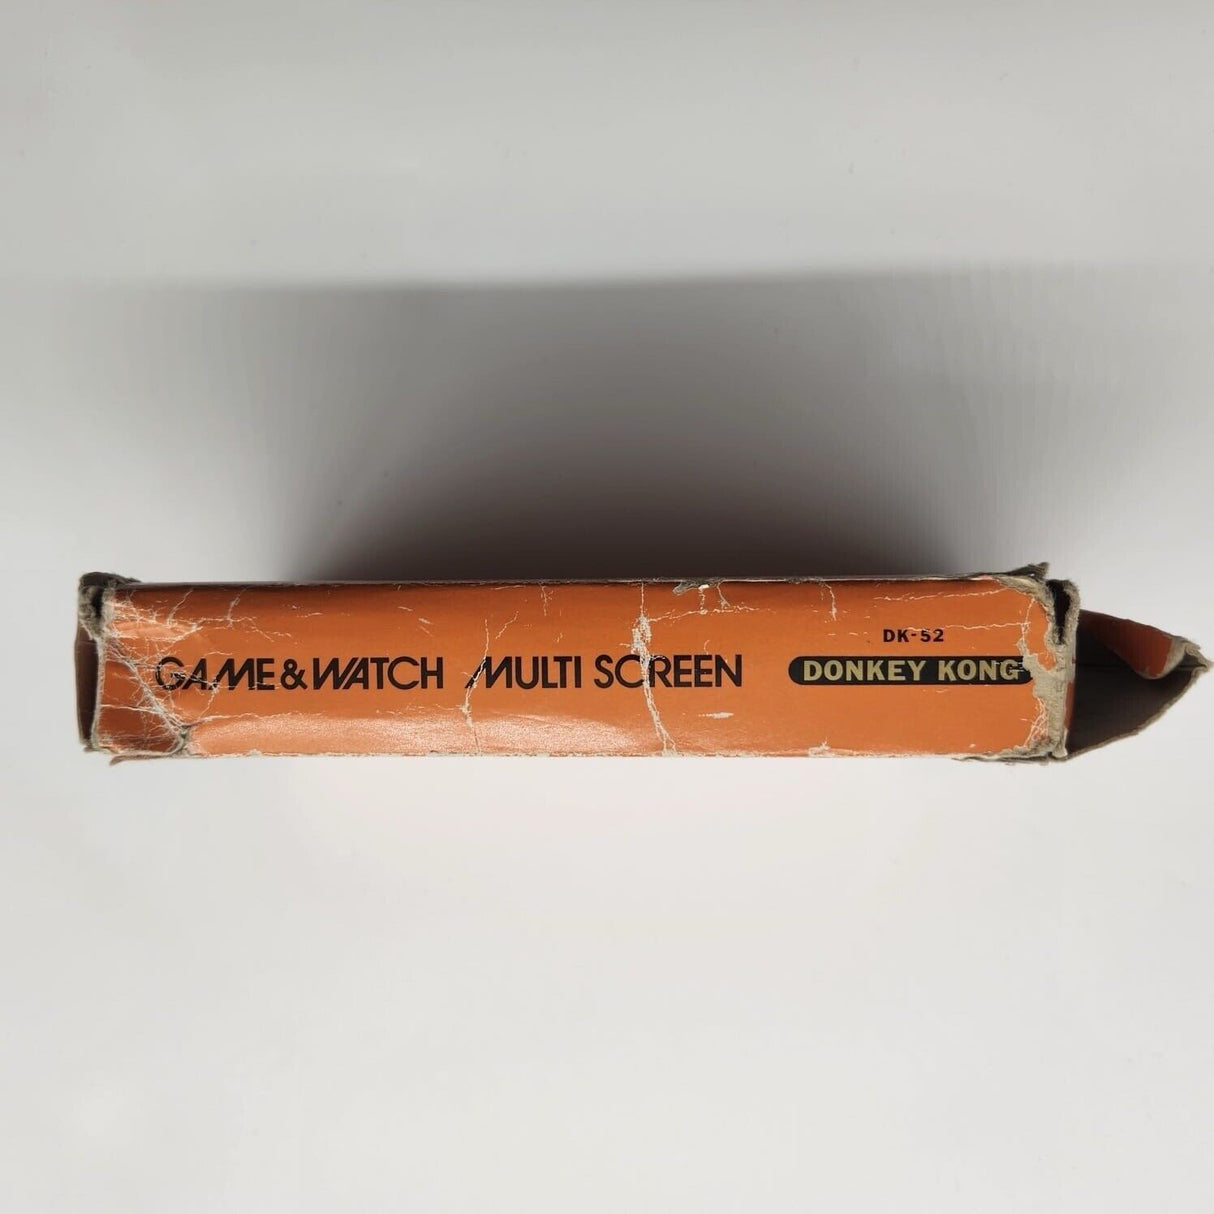 GAME & WATCH MULTI SCREEN
DK-52
DONKEY KONG